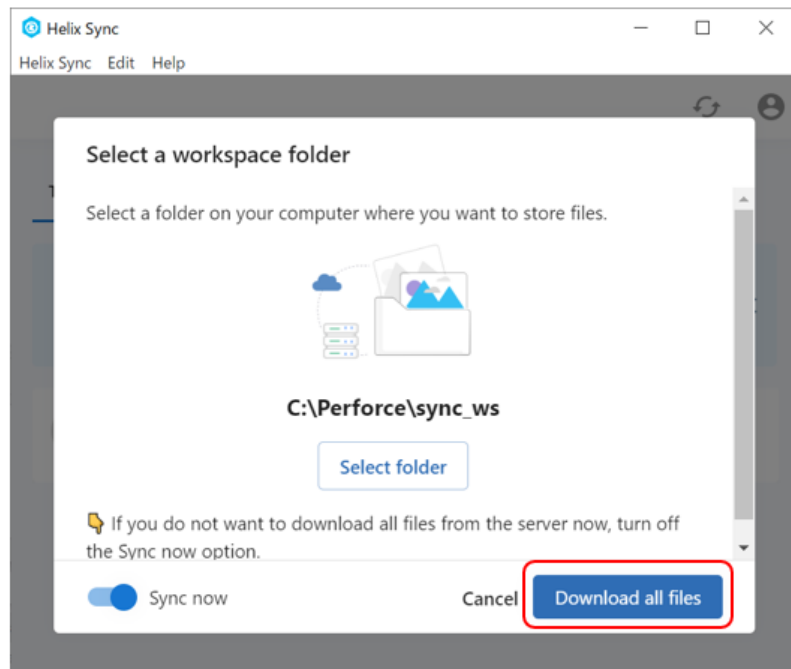 Helix Sync
Helix Sync Edit Help
Select a workspace folder
Select a folder on your computer where you want to store files.
C:\Perforce\sync_ws
Select folder
👇 If you do not want to download all files from the server now, turn off
the Sync now option.
Sync now Cancel Download all files